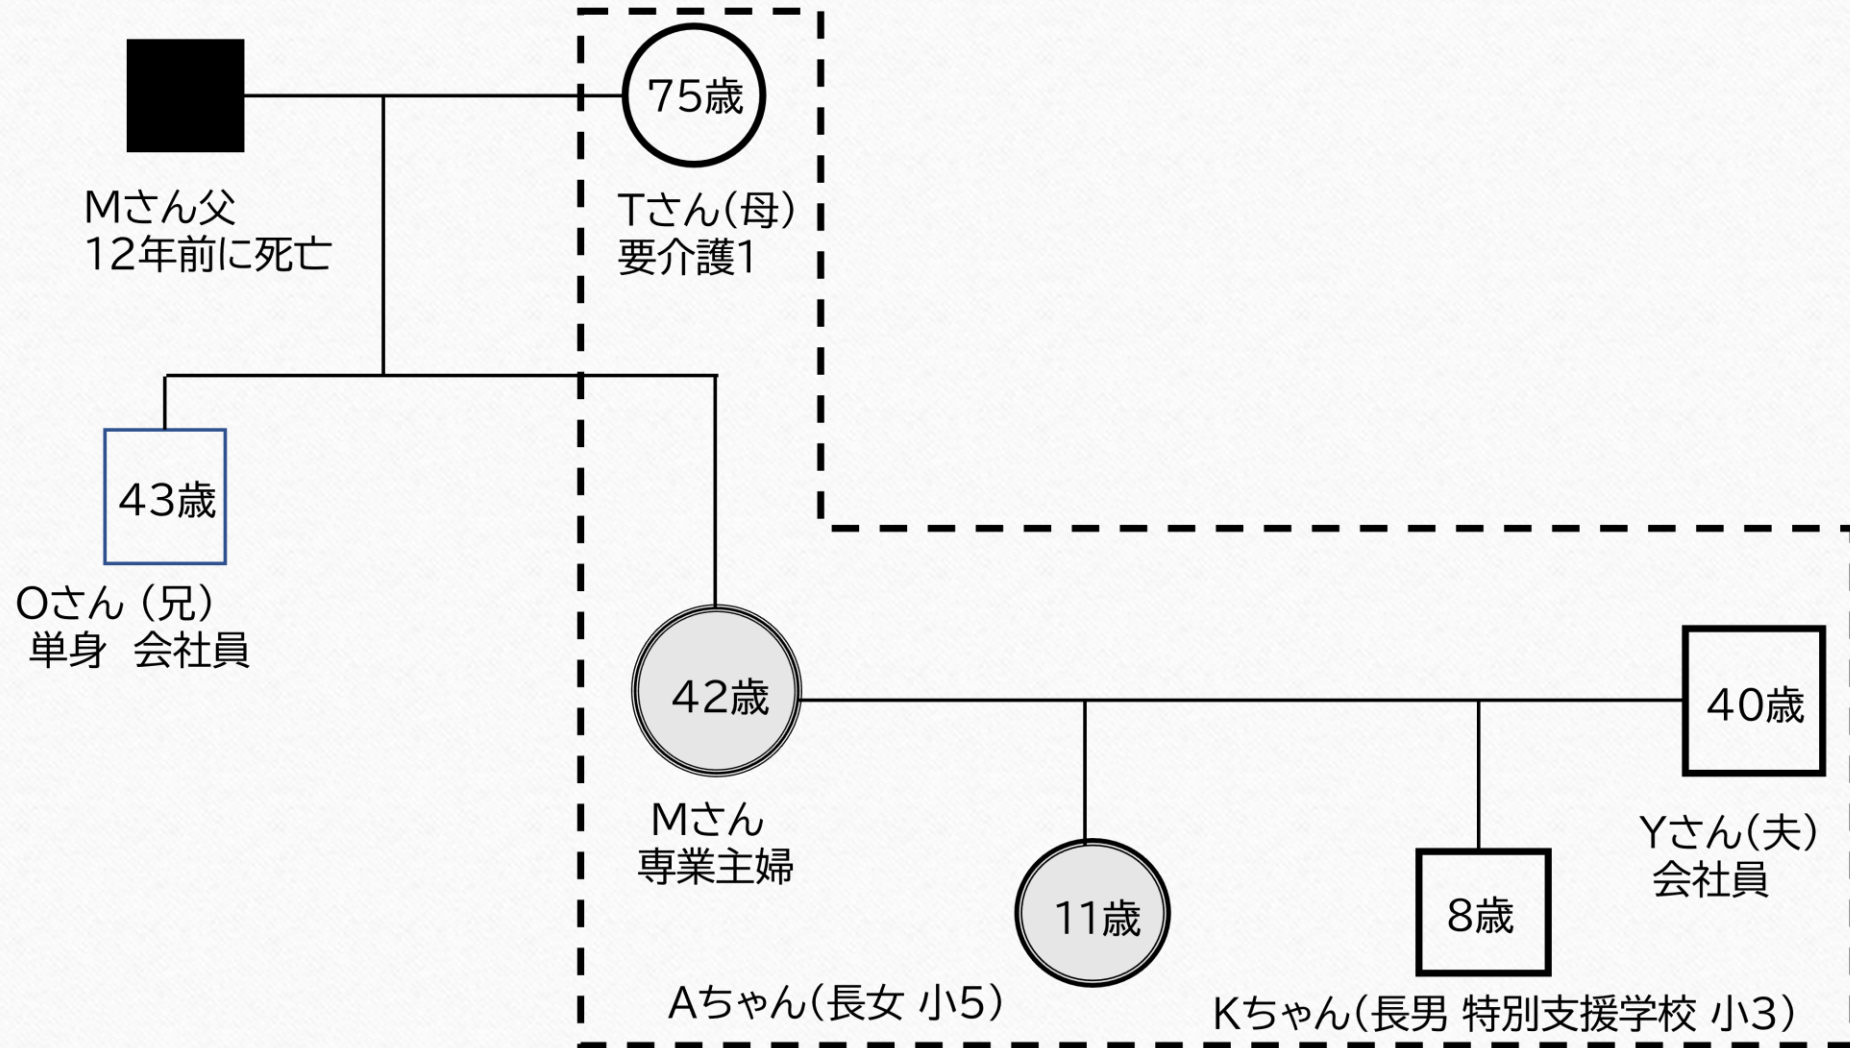 75歳
Mさん父
12年前に死亡
Tさん(母)
要介護1
43歳
Oさん (兄)
単身 会社員
42歳
40歳
Mさん
専業主婦
Yさん(夫)
会社員
11歳
8歳
Aちゃん(長女 小5)
Kちゃん(長男 特別支援学校 小3)